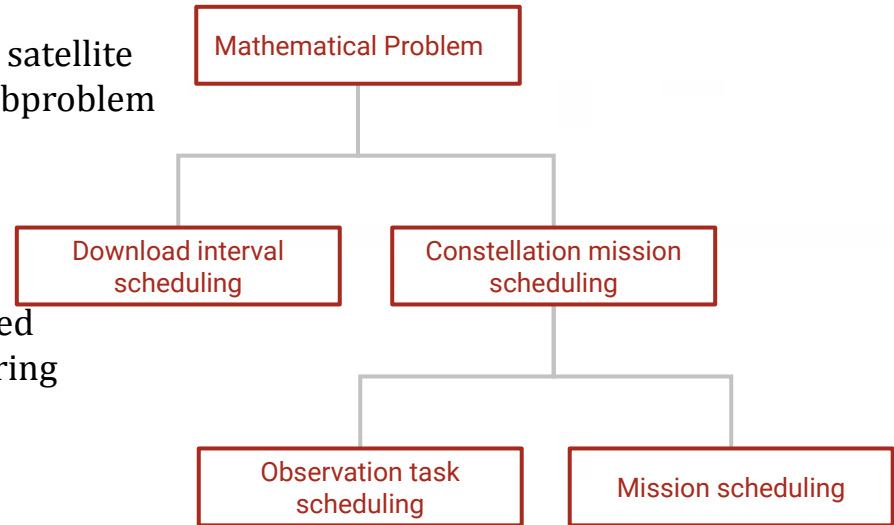 satellite
Mathematical Problem
bproblem
Download interval
scheduling
Constellation mission
scheduling
ed
ring
Observation task
scheduling
Mission scheduling